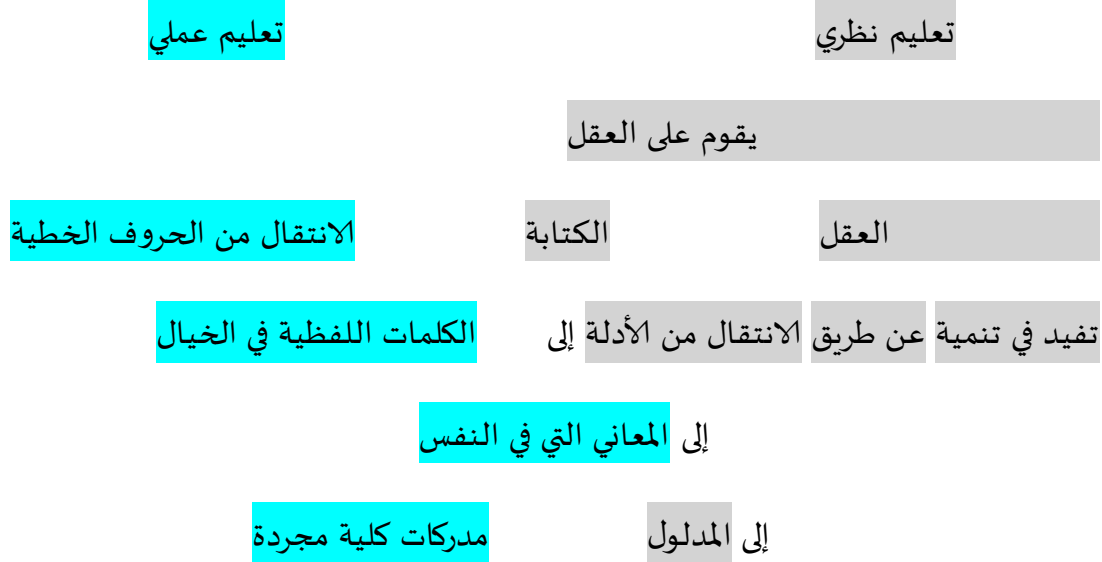 تعليم نظري تعليم عملي
يقوم على العقل
العقل الكتابة الانتقال من الحروف الخطية
تفيد في تنمية عن طريق الانتقال من الأدلة إلى الكلمات اللفظية في الخيال
إلى المعاني التي في النفس
إلى المدلول مدركات كلية مجردة